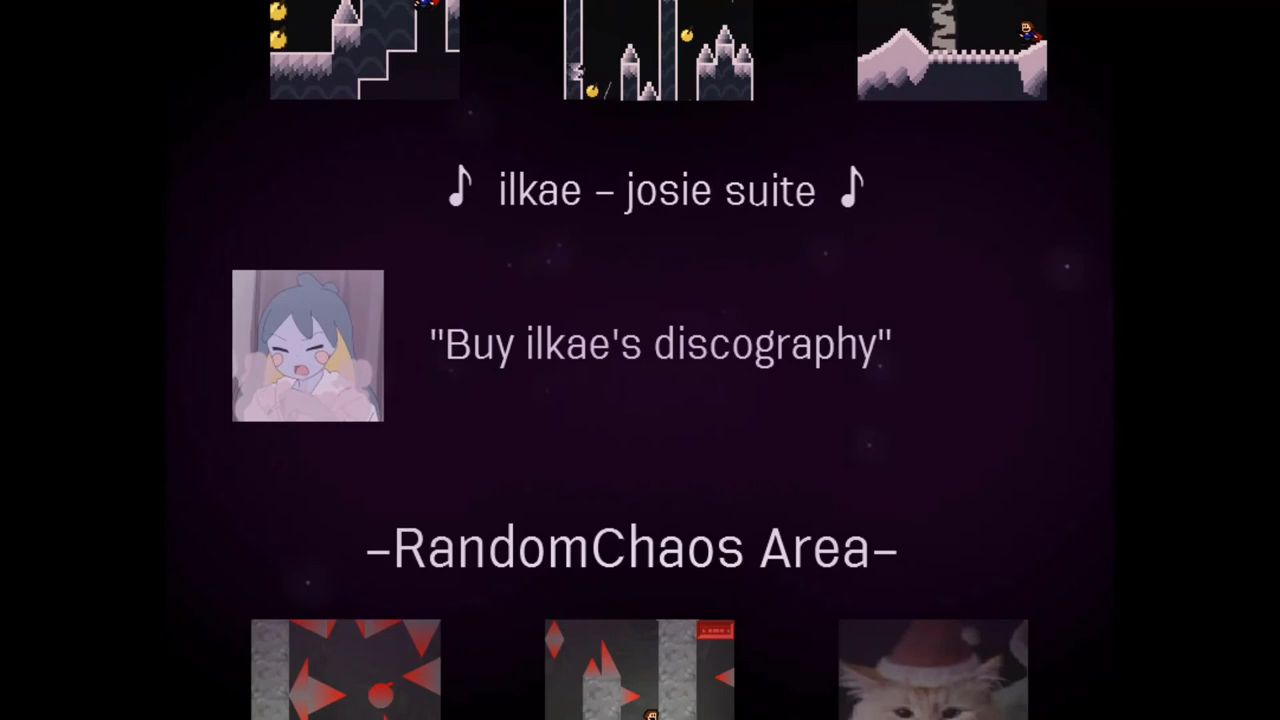 ♪ ilkae – josie suite ♪
"Buy ilkae's discography"
–RandomChaos Area–